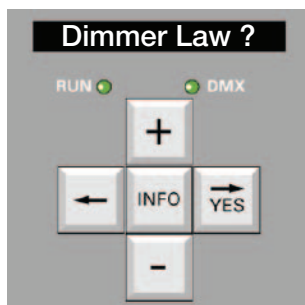 Dimmer Law ?
RUN DMX
+
← INFO → YES
-